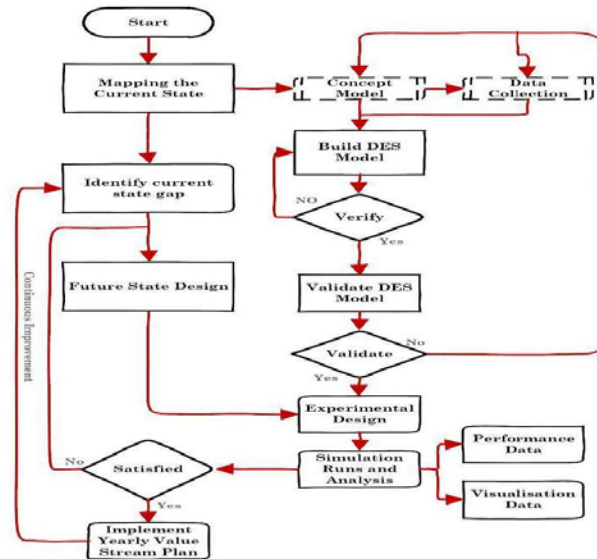 Start
Mapping the
Current State
Concept
Model
Data
Collection
Build DES
Model
Identify current
state gap
NO
Verify
Yes
Future State Design
Validate DES
Model
Continuous Improvement
Validate
No
Yes
Experimental
Design
Performance
Data
No
Satisfied
Simulation
Runs and
Analysis
Yes
Visualisation
Data
Implement
Yearly Value
Stream Plan